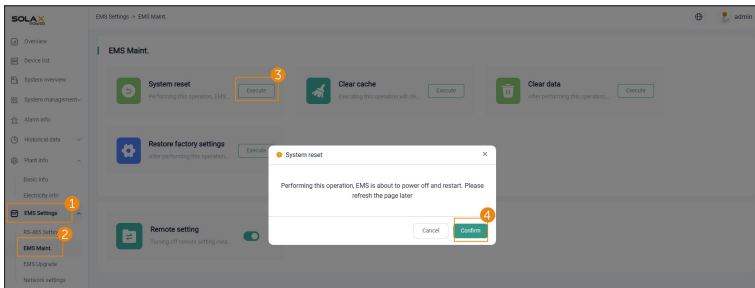 SOLAX
POWER
EMS Settings > EMS Maint.
admin
Overview
Device list
System overview
System management
Alarm info
Historical data
Plant info
Basic info
Electricity info
1
EMS Settings
2
RS-485 Setting
EMS Maint.
EMS Upgrade
Network settings
EMS Maint.
3
System reset
Performing this operation, EMS...
Execute
Clear cache
Executing this operation will cle...
Execute
Clear data
After performing this operation,...
Execute
Restore factory settings
After performing this operation,...
Execute
Remote setting
Turning off remote setting mea...
System reset
×
Performing this operation, EMS is about to power off and restart. Please
refresh the page later
4
Cancel
Confirm